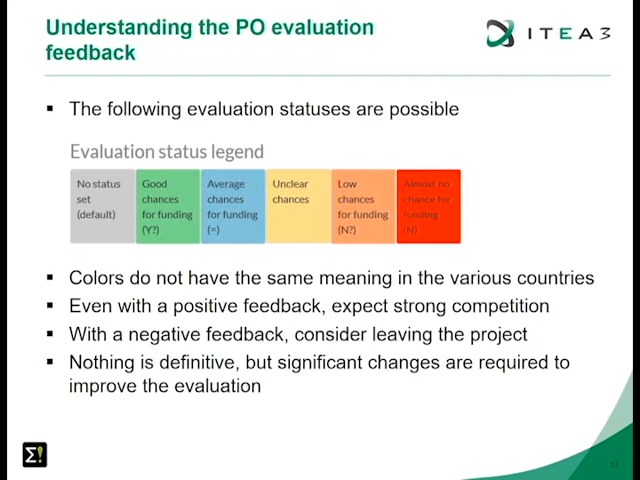 Understanding the PO evaluation
feedback
ITEA3
▪ The following evaluation statuses are possible
Evaluation status legend
No status
set
(default)
Good
chances
for funding
(Y?)
Average
chances
for funding
(=)
Unclear
chances
Low
chances
for funding
(N?)
Almost no
chance for
funding
(N)
▪ Colors do not have the same meaning in the various countries
▪ Even with a positive feedback, expect strong competition
▪ With a negative feedback, consider leaving the project
▪ Nothing is definitive, but significant changes are required to
improve the evaluation
Σ!